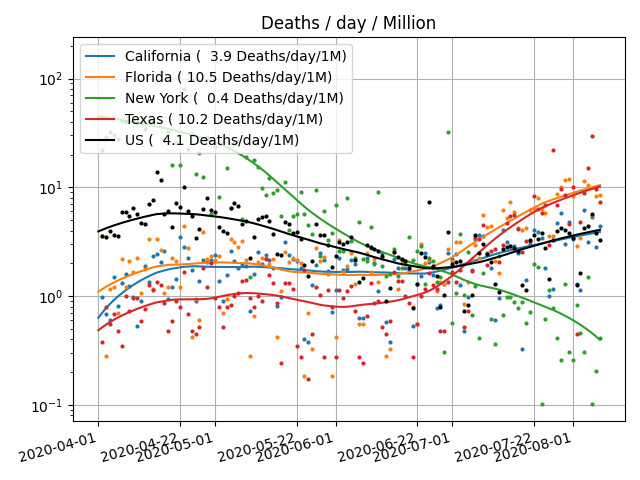 Deaths / day / Million
California (  3.9 Deaths/day/1M)
Florida ( 10.5 Deaths/day/1M)
New York (  0.4 Deaths/day/1M)
Texas ( 10.2 Deaths/day/1M)
US (  4.1 Deaths/day/1M)
10²
10¹
10⁰
10⁻¹
2020-04-01
2020-04-22
2020-05-01
2020-05-22
2020-06-01
2020-06-22
2020-07-01
2020-07-22
2020-08-01